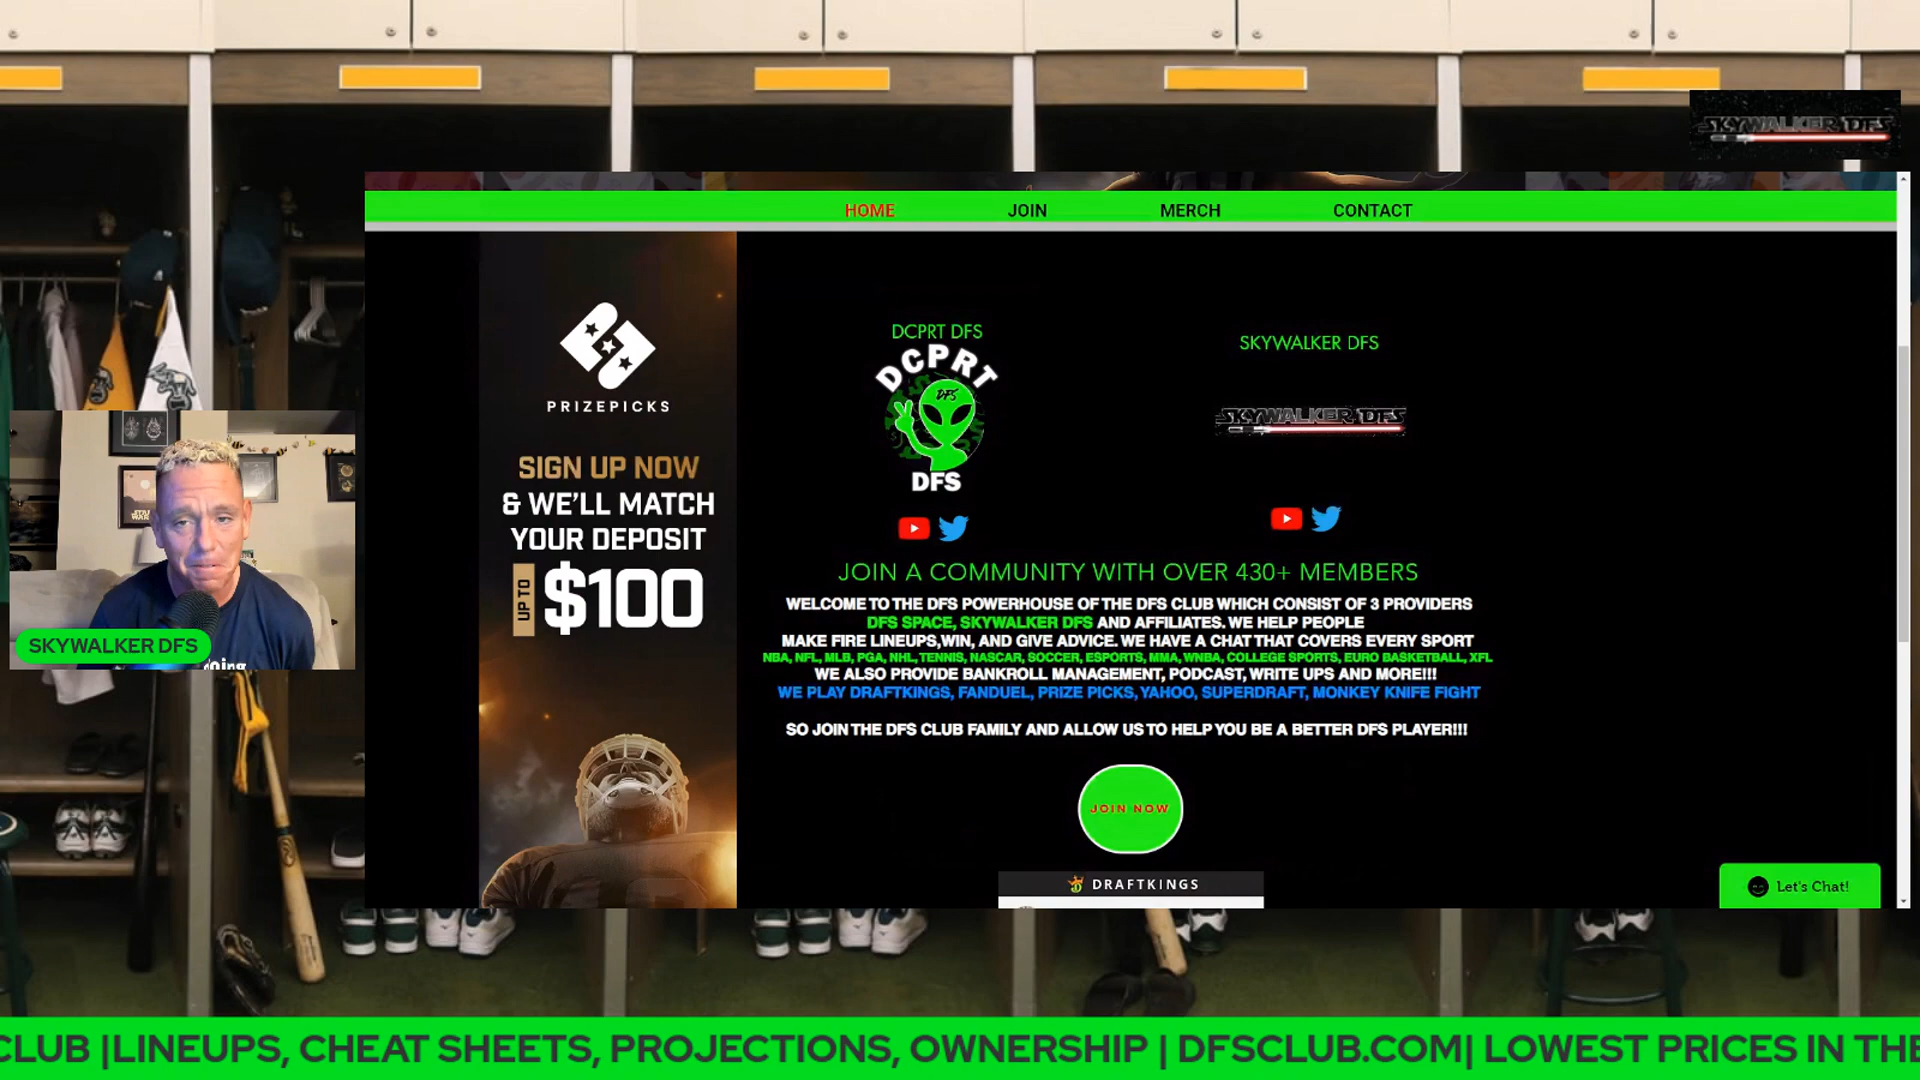 SKYWALKER DFS
HOME JOIN MERCH CONTACT
PRIZEPICKS
SIGN UP NOW
& WE'LL MATCH
YOUR DEPOSIT
UP TO $100
DCPRT DFS
DCPRT
DFS
DFS
SKYWALKER DFS
SKYWALKER DFS
JOIN A COMMUNITY WITH OVER 430+ MEMBERS
WELCOME TO THE DFS POWERHOUSE OF THE DFS CLUB WHICH CONSIST OF 3 PROVIDERS
DFS SPACE, SKYWALKER DFS AND AFFILIATES. WE HELP PEOPLE
MAKE FIRE LINEUPS,WIN, AND GIVE ADVICE. WE HAVE A CHAT THAT COVERS EVERY SPORT
NBA, NFL, MLB, PGA, NHL, TENNIS, NASCAR, SOCCER, ESPORTS, MMA, WNBA, COLLEGE SPORTS, EURO BASKETBALL, XFL
WE ALSO PROVIDE BANKROLL MANAGEMENT, PODCAST, WRITE UPS AND MORE!!!
WE PLAY DRAFTKINGS, FANDUEL, PRIZE PICKS, YAHOO, SUPERDRAFT, MONKEY KNIFE FIGHT
SO JOIN THE DFS CLUB FAMILY AND ALLOW US TO HELP YOU BE A BETTER DFS PLAYER!!!
JOIN NOW
DRAFTKINGS
Let's Chat!
STAR
WARS
SKYWALKER DFS
CLUB |LINEUPS, CHEAT SHEETS, PROJECTIONS, OWNERSHIP | DFSCLUB.COM| LOWEST PRICES IN THE